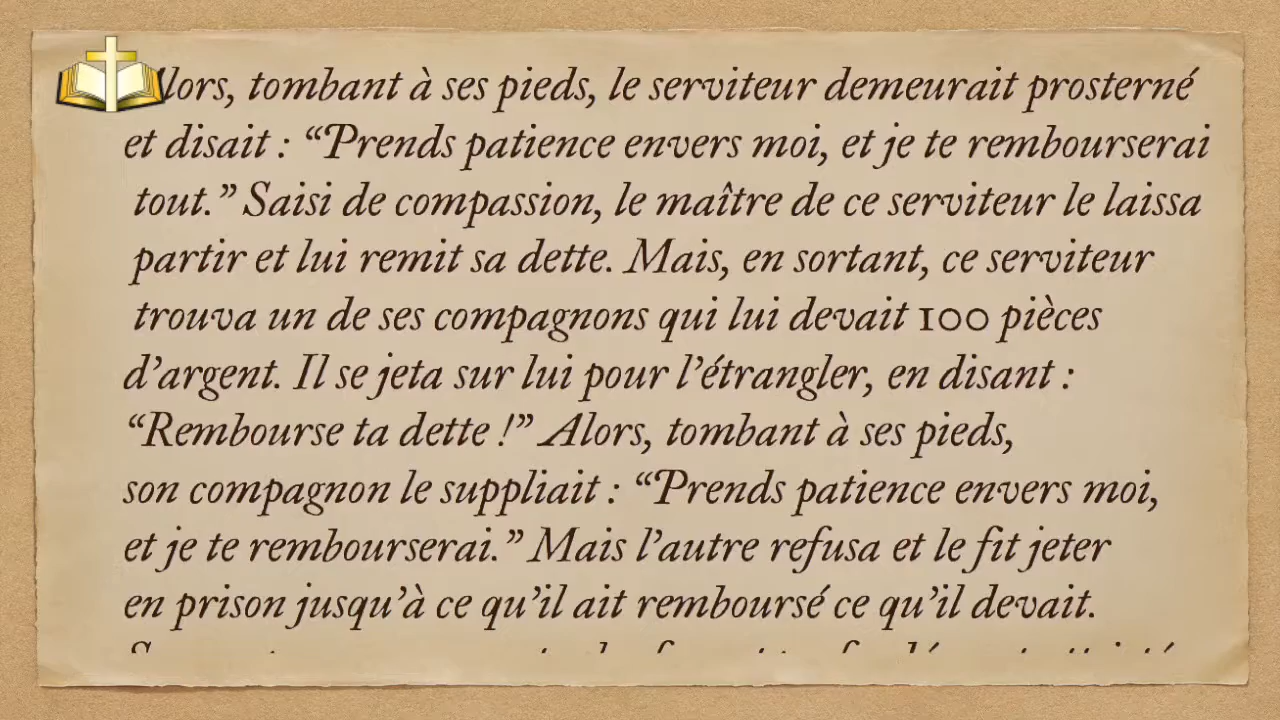 Alors, tombant à ses pieds, le serviteur demeurait prosterné
et disait : “Prends patience envers moi, et je te rembourserai
tout.” Saisi de compassion, le maître de ce serviteur le laissa
partir et lui remit sa dette. Mais, en sortant, ce serviteur
trouva un de ses compagnons qui lui devait 100 pièces
d’argent. Il se jeta sur lui pour l’étrangler, en disant :
“Rembourse ta dette !” Alors, tombant à ses pieds,
son compagnon le suppliait : “Prends patience envers moi,
et je te rembourserai.” Mais l’autre refusa et le fit jeter
en prison jusqu’à ce qu’il ait remboursé ce qu’il devait.